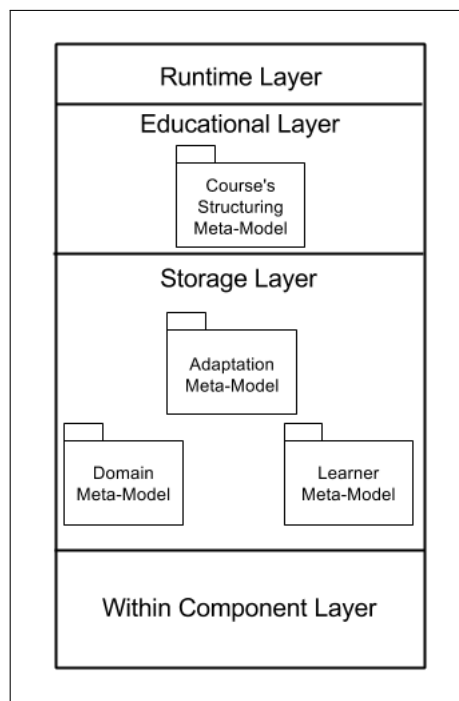 Runtime Layer
Educational Layer
Course's
Structuring
Meta-Model
Storage Layer
Adaptation
Meta-Model
Domain
Meta-Model
Learner
Meta-Model
Within Component Layer